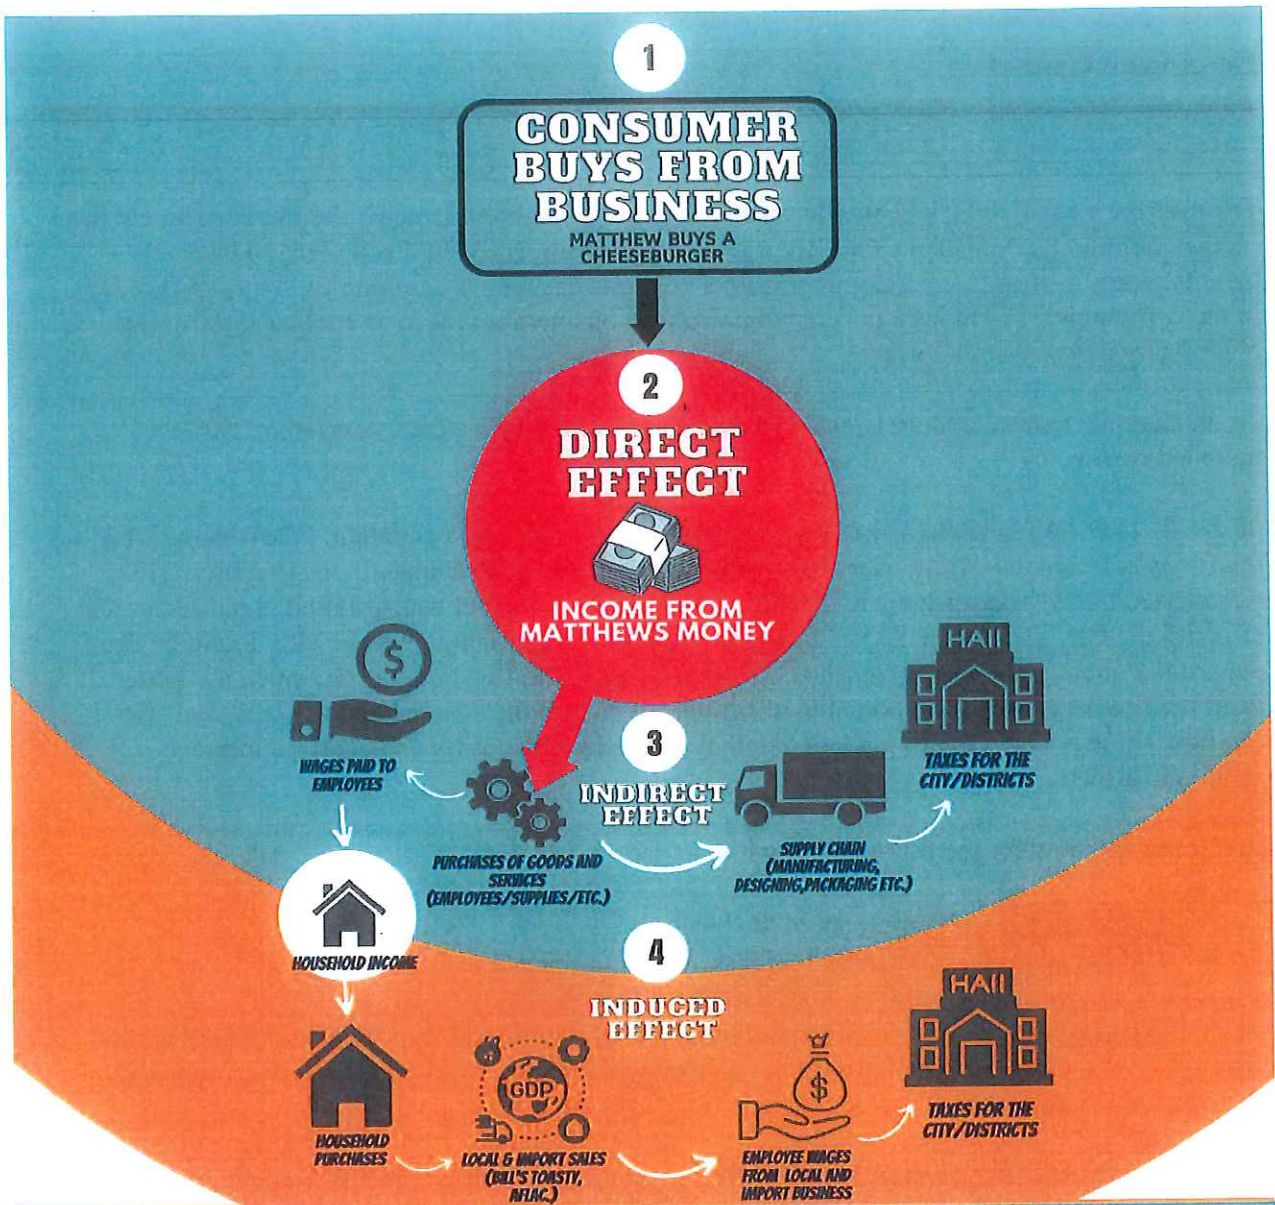 1
CONSUMER
BUYS FROM
BUSINESS
MATTHEW BUYS A
CHEESEBURGER
2
DIRECT
EFFECT
INCOME FROM
MATTHEWS MONEY
$
WAGES PAID TO
EMPLOYEES
PURCHASES OF GOODS AND
SERVICES
(EMPLOYEES/SUPPLIES/ETC.)
3
INDIRECT
EFFECT
SUPPLY CHAIN
(MANUFACTURING,
DESIGNING,PACKAGING ETC.)
HALL
TAXES FOR THE
CITY/DISTRICTS
HOUSEHOLD INCOME
4
INDUCED
EFFECT
HOUSEHOLD
PURCHASES
GDP
LOCAL & IMPORT SALES
(BILL'S TOASTY,
AFLAC.)
$
EMPLOYEE WAGES
FROM LOCAL AND
IMPORT BUSINESS
HALL
TAXES FOR THE
CITY/DISTRICTS